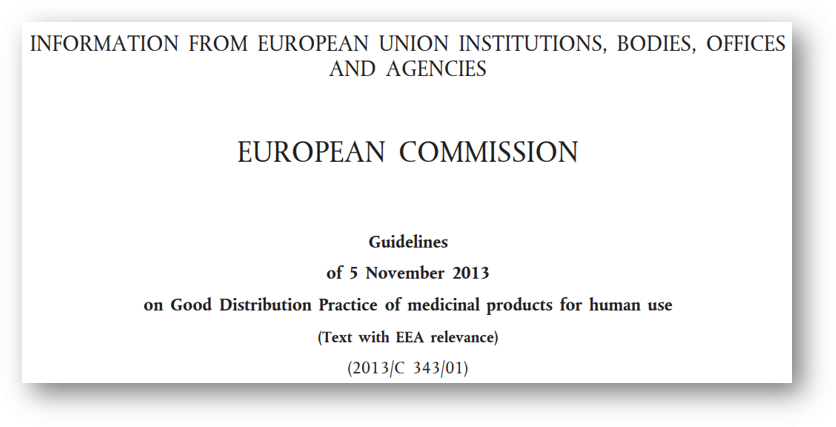 INFORMATION FROM EUROPEAN UNION INSTITUTIONS, BODIES, OFFICES
AND AGENCIES
EUROPEAN COMMISSION
Guidelines
of 5 November 2013
on Good Distribution Practice of medicinal products for human use
(Text with EEA relevance)
(2013/C 343/01)